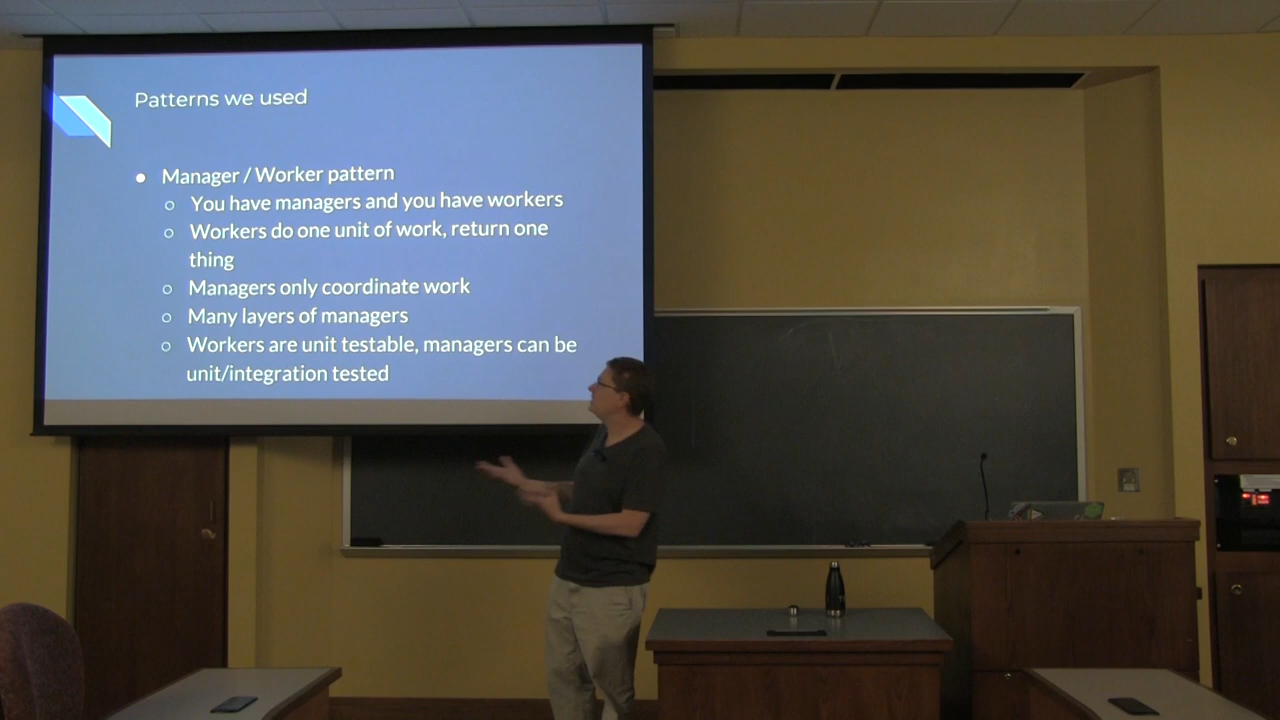 Patterns we used
● Manager / Worker pattern
○ You have managers and you have workers
○ Workers do one unit of work, return one
thing
○ Managers only coordinate work
○ Many layers of managers
○ Workers are unit testable, managers can be
unit/integration tested